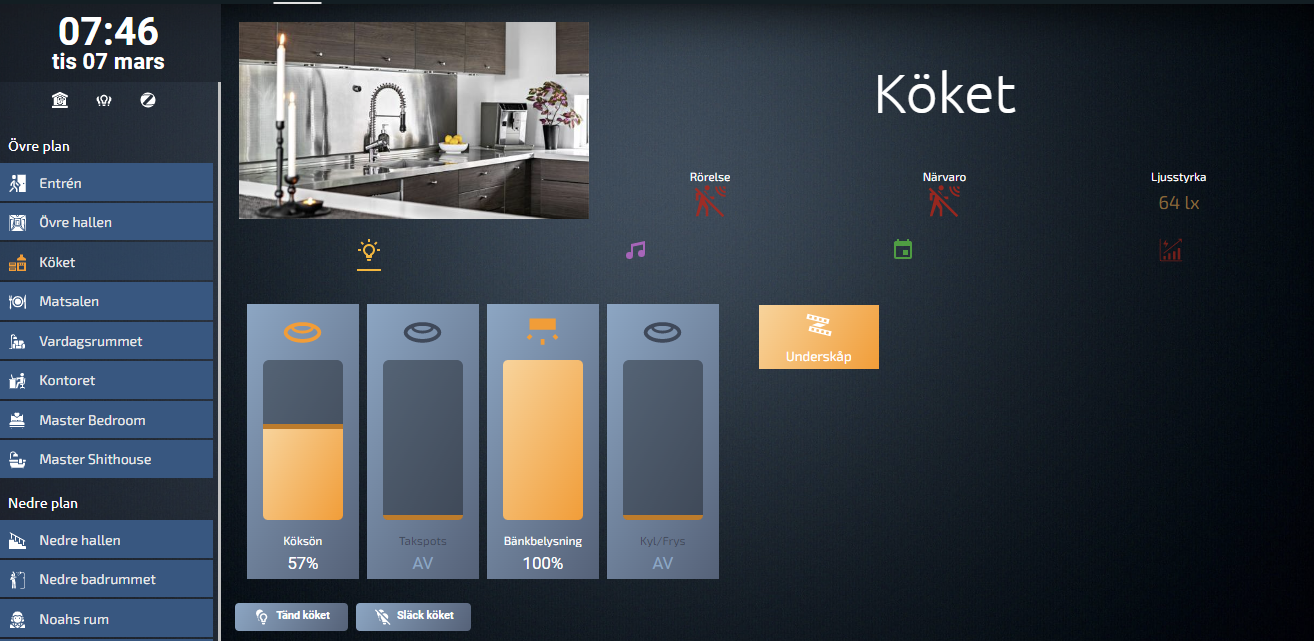 07:46
tis 07 mars
Övre plan
Entrén
Övre hallen
Köket
Matsalen
Vardagsrummet
Kontoret
Master Bedroom
Master Shithouse
Nedre plan
Nedre hallen
Nedre badrummet
Noahs rum
Köket
Rörelse
Närvaro
Ljusstyrka
64 lx
Köksön
57%
Takspots
AV
Bänkbelysning
100%
Kyl/Frys
AV
Underskåp
Tänd köket
Släck köket